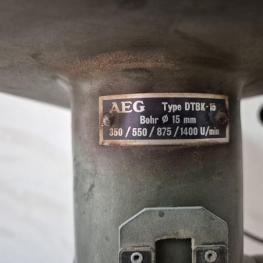 AEG Type DTBK-15
Bohr ϕ 15 mm
350 / 550 / 875 / 1400 U/min